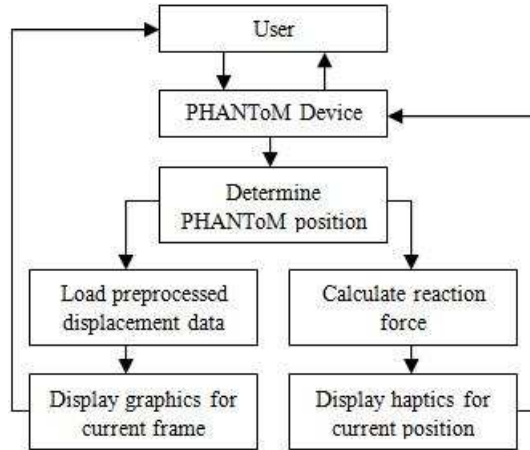 User
PHANToM Device
Determine
PHANToM position
Load preprocessed
displacement data
Calculate reaction
force
Display graphics for
current frame
Display haptics for
current position